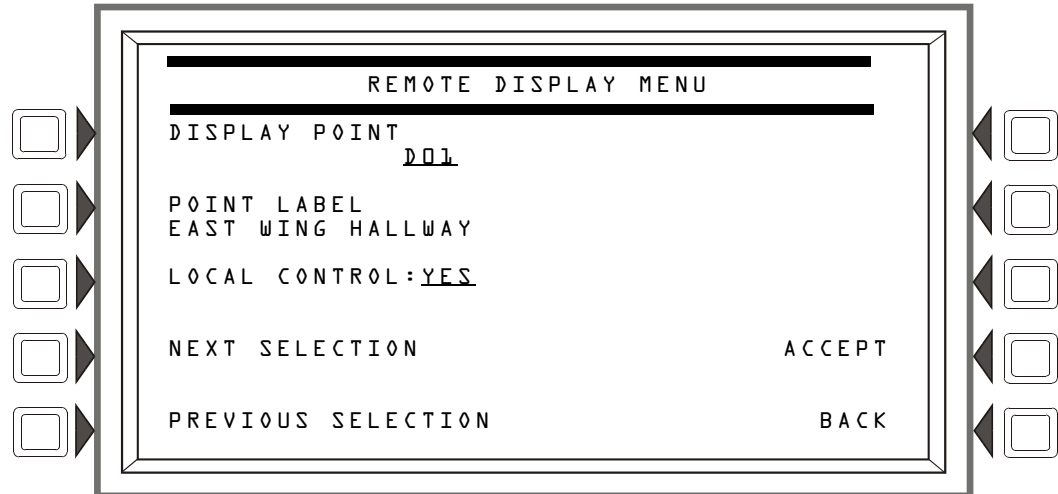 REMOTE DISPLAY MENU
DISPLAY POINT
D01
POINT LABEL
EAST WING HALLWAY
LOCAL CONTROL:YES
NEXT SELECTION ACCEPT
PREVIOUS SELECTION BACK